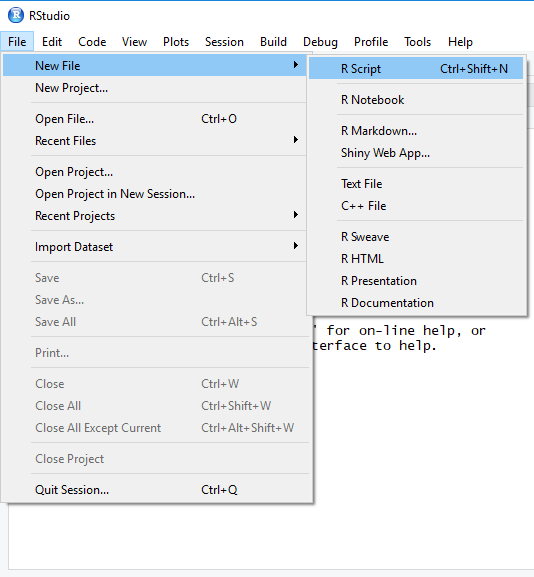 RStudio
File Edit Code View Plots Session Build Debug Profile Tools Help
New File
New Project...
Open File... Ctrl+O
Recent Files
Open Project...
Open Project in New Session...
Recent Projects
Import Dataset
Save Ctrl+S
Save As...
Save All Ctrl+Alt+S
Print...
Close Ctrl+W
Close All Ctrl+Shift+W
Close All Except Current Ctrl+Alt+Shift+W
Close Project
Quit Session... Ctrl+Q
R Script Ctrl+Shift+N
R Notebook
R Markdown...
Shiny Web App...
Text File
C++ File
R Sweave
R HTML
R Presentation
R Documentation
' for on-line help, or
terface to help.